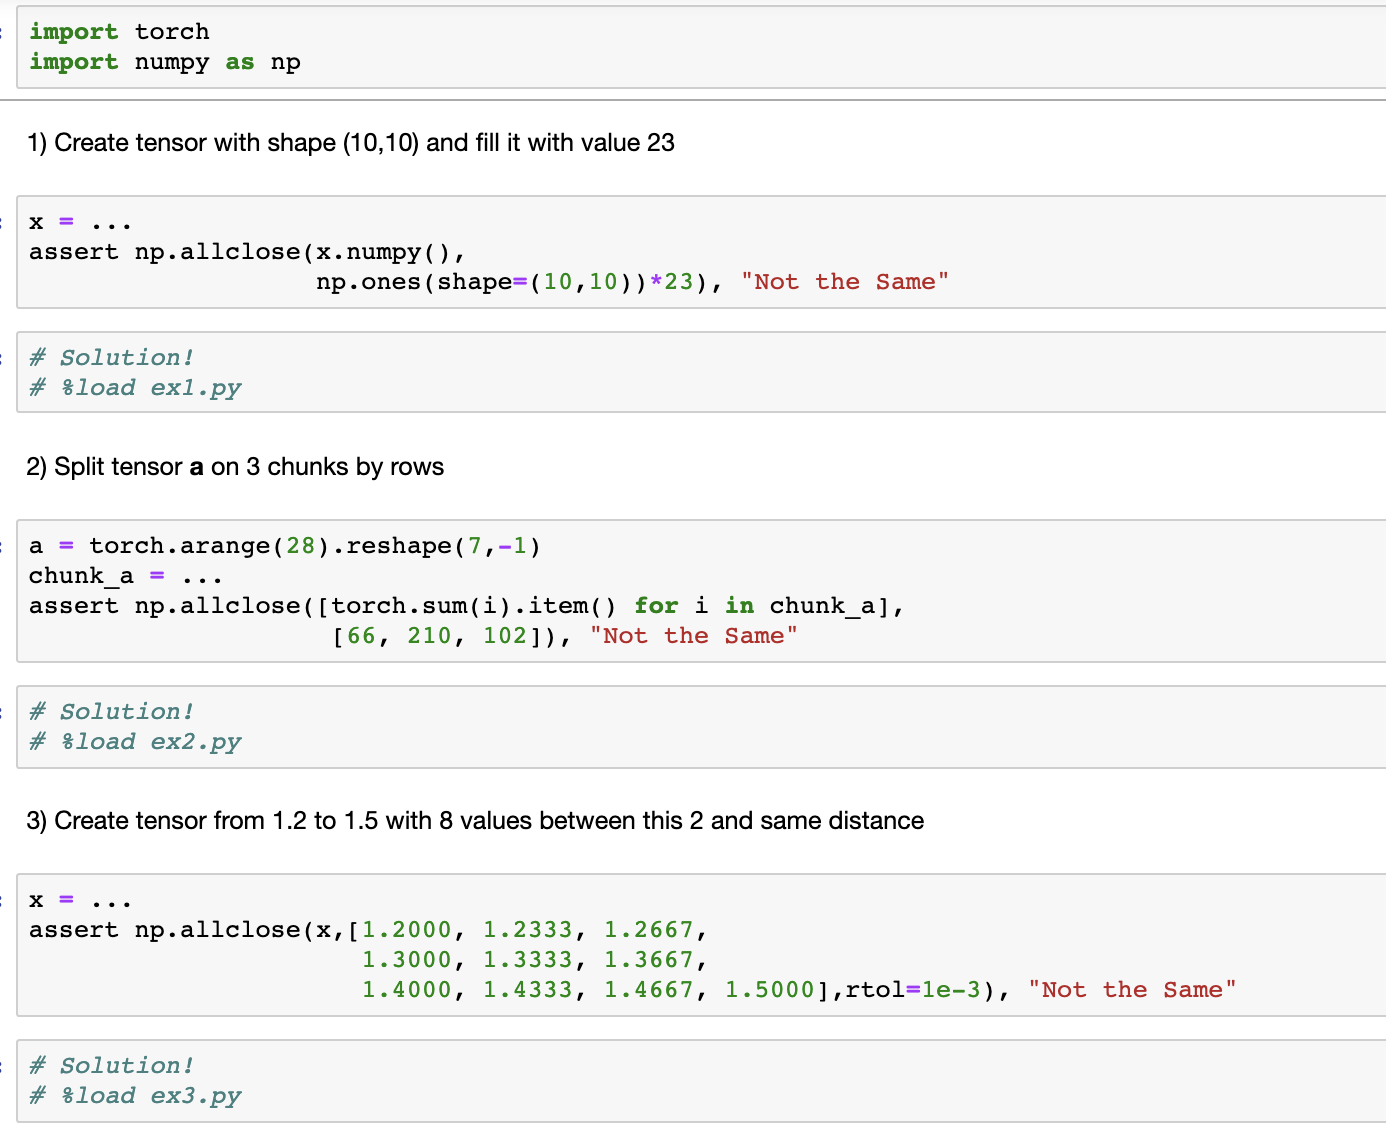 import torch
import numpy as np
1) Create tensor with shape (10,10) and fill it with value 23
x = ...
assert np.allclose(x.numpy(),
np.ones(shape=(10,10))*23), "Not the Same"
# Solution!
# %load ex1.py
2) Split tensor a on 3 chunks by rows
a = torch.arange(28).reshape(7,-1)
chunk_a = ...
assert np.allclose([torch.sum(i).item() for i in chunk_a],
[66, 210, 102]), "Not the Same"
# Solution!
# %load ex2.py
3) Create tensor from 1.2 to 1.5 with 8 values between this 2 and same distance
x = ...
assert np.allclose(x,[1.2000, 1.2333, 1.2667,
1.3000, 1.3333, 1.3667,
1.4000, 1.4333, 1.4667, 1.5000],rtol=1e-3), "Not the Same"
# Solution!
# %load ex3.py